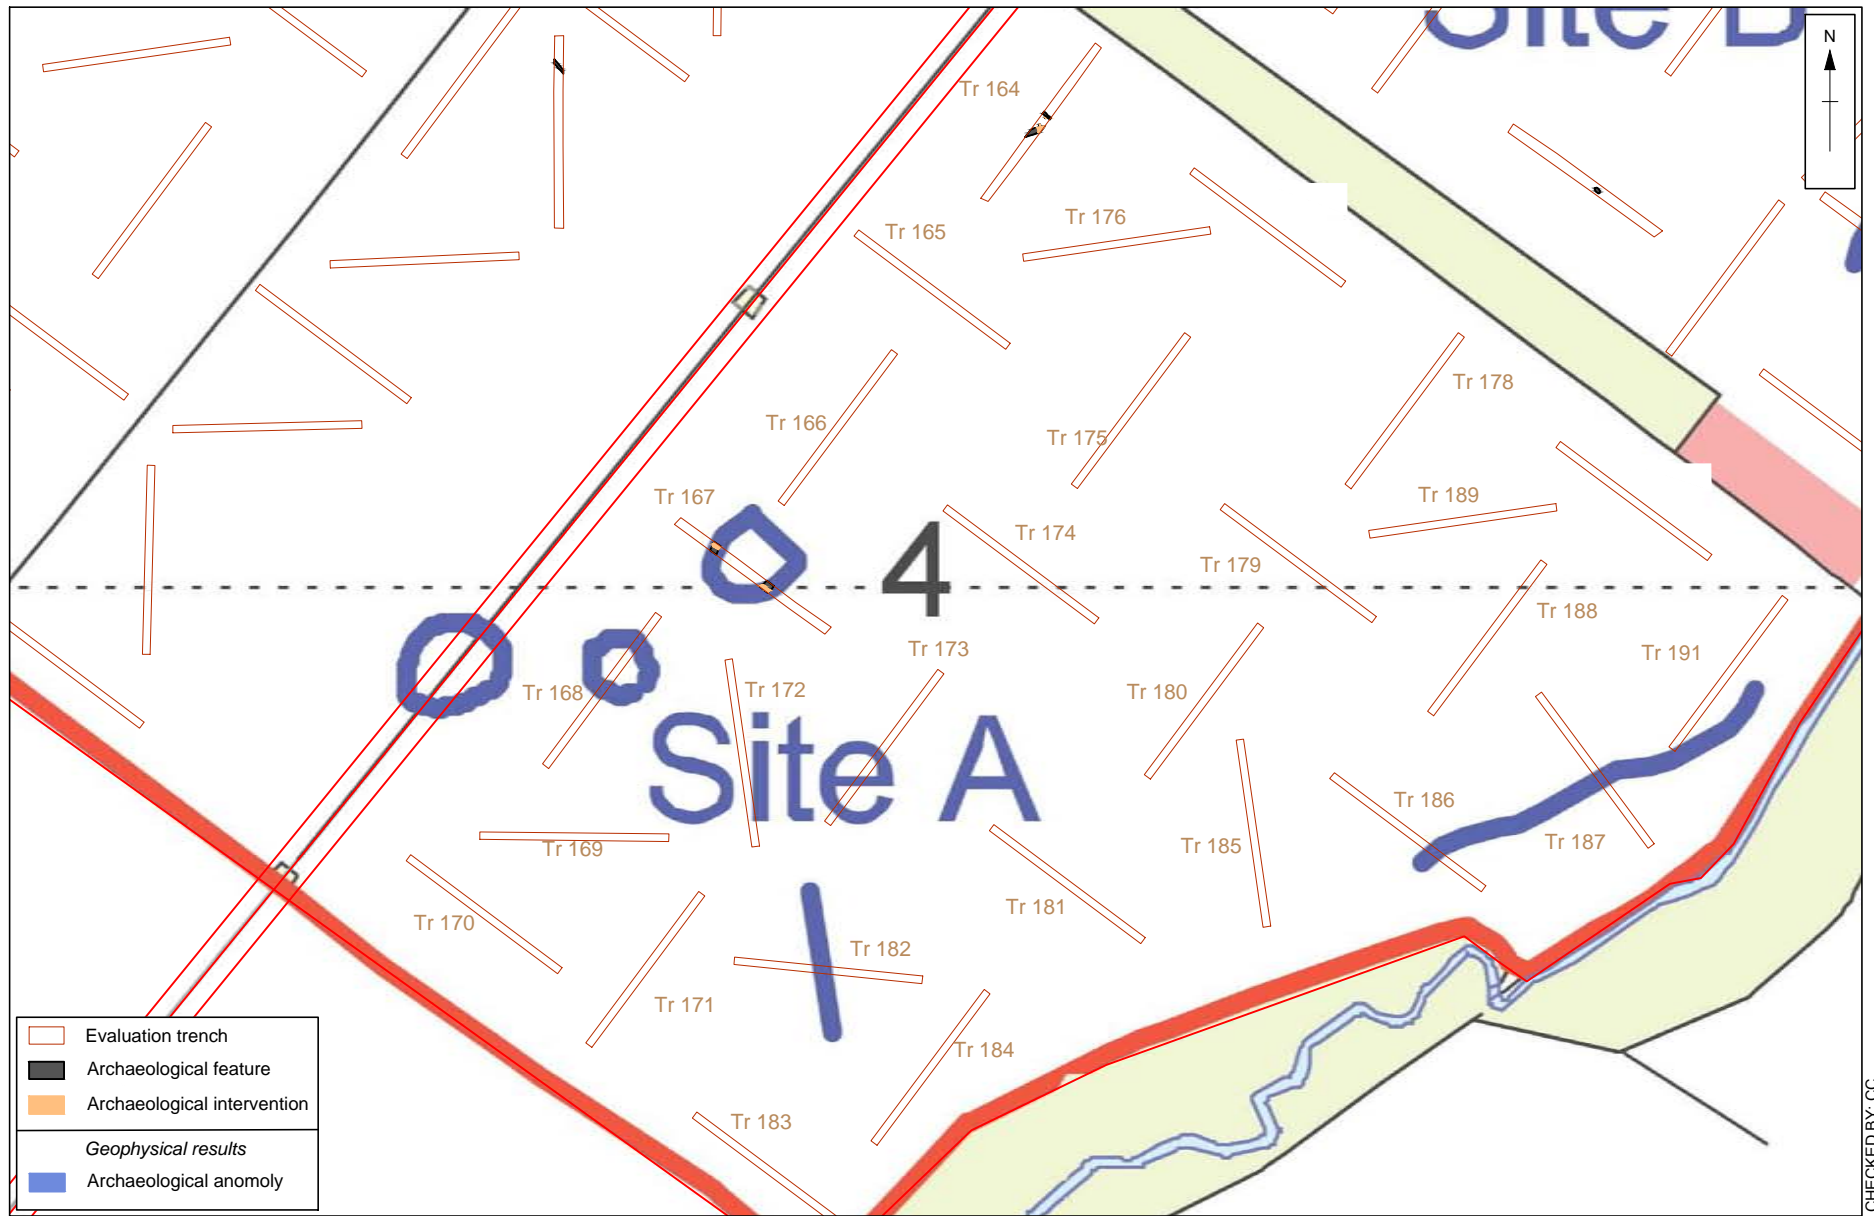 Site B
N
Tr 164
Tr 176
Tr 165
Tr 178
Tr 166
Tr 175
Tr 167
Tr 189
Tr 174
4
Tr 179
Tr 188
Tr 173
Tr 191
Tr 168
Tr 172
Tr 180
Site A
Tr 186
Tr 169
Tr 185
Tr 187
Tr 170
Tr 181
Tr 182
Tr 171
Tr 184
Tr 183
Evaluation trench
Archaeological feature
Archaeological intervention
Geophysical results
Archaeological anomoly
CHECKED BY: CC